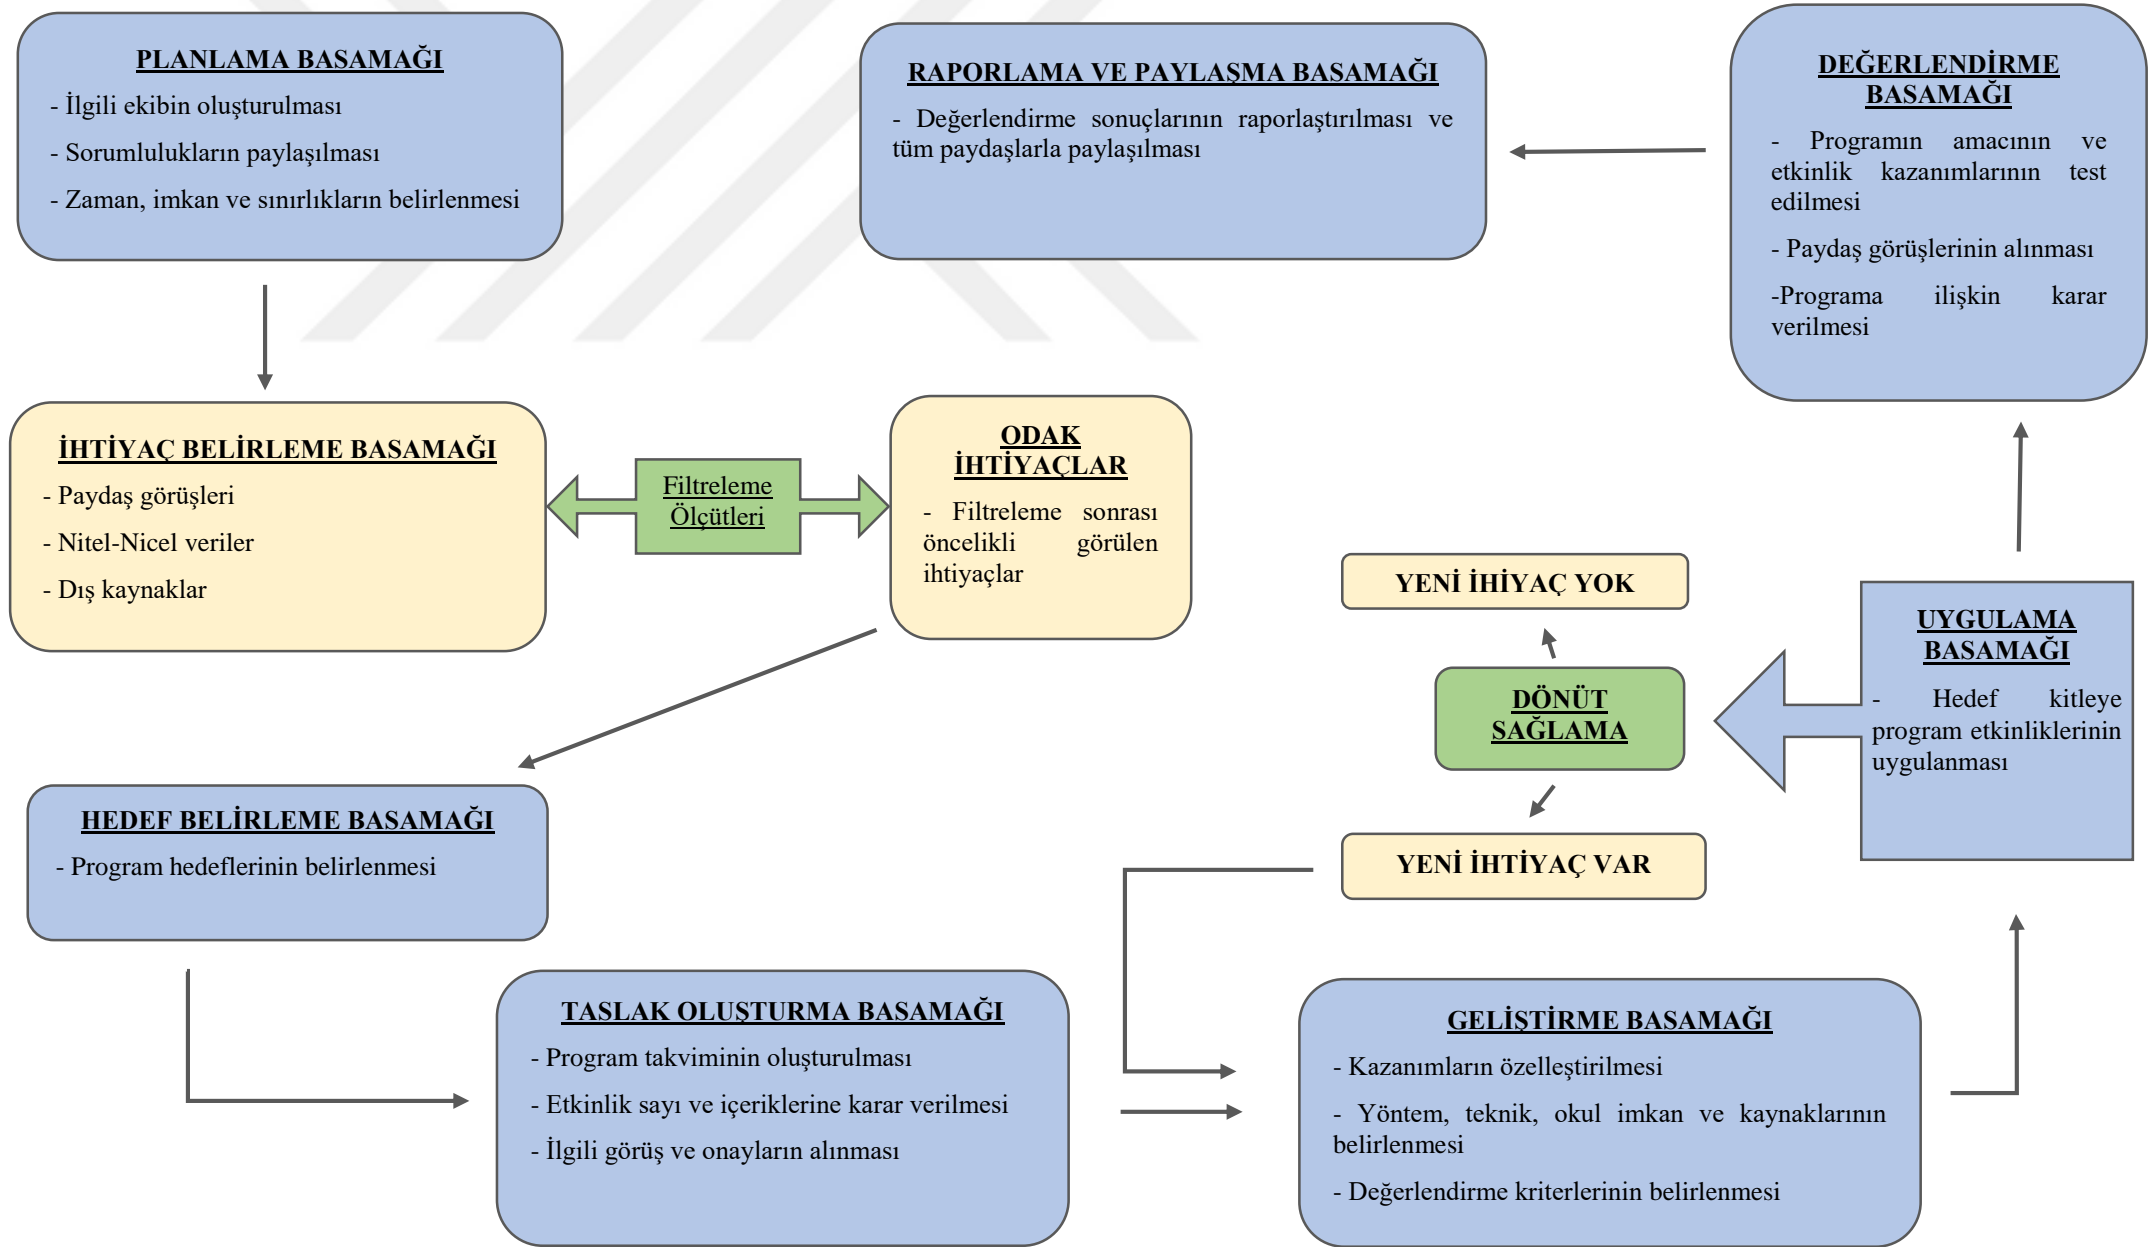 PLANLAMA BASAMAĞI
- İlgili ekibin oluşturulması
- Sorumlulukların paylaşılması
- Zaman, imkan ve sınırlıkların belirlenmesi
RAPORLAMA VE PAYLAŞMA BASAMAĞI
- Değerlendirme sonuçlarının raporlaştırılması ve
tüm paydaşlarla paylaşılması
DEĞERLENDİRME
BASAMAĞI
- Programın amacının ve
etkinlik kazanımlarının test
edilmesi
- Paydaş görüşlerinin alınması
-Programa ilişkin karar
verilmesi
İHTİYAÇ BELİRLEME BASAMAĞI
- Paydaş görüşleri
- Nitel-Nicel veriler
- Dış kaynaklar
Filtreleme
Ölçütleri
ODAK
İHTİYAÇLAR
- Filtreleme sonrası
öncelikli görülen
ihtiyaçlar
YENİ İHİYAÇ YOK
DÖNÜT
SAĞLAMA
YENİ İHTİYAÇ VAR
UYGULAMA
BASAMAĞI
- Hedef kitleye
program etkinliklerinin
uygulanması
HEDEF BELİRLEME BASAMAĞI
- Program hedeflerinin belirlenmesi
TASLAK OLUŞTURMA BASAMAĞI
- Program takviminin oluşturulması
- Etkinlik sayı ve içeriklerine karar verilmesi
- İlgili görüş ve onayların alınması
GELİŞTİRME BASAMAĞI
- Kazanımların özelleştirilmesi
- Yöntem, teknik, okul imkan ve kaynaklarının
belirlenmesi
- Değerlendirme kriterlerinin belirlenmesi